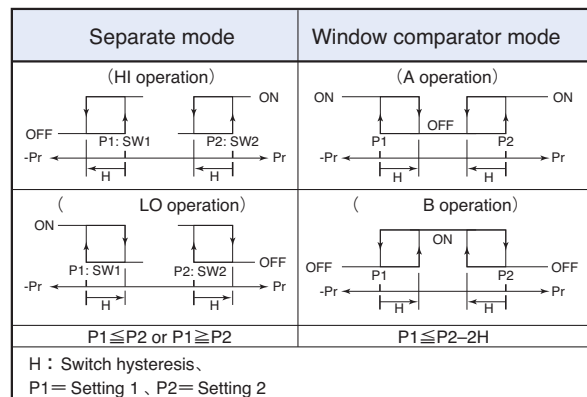 Separate mode
Window comparator mode
(HI operation)
ON
OFF
P1: SW1
P2: SW2
-Pr
H
H
Pr
(A operation)
ON
ON
OFF
P1
P2
-Pr
H
H
Pr
( LO operation)
ON
P1: SW1
P2: SW2
OFF
-Pr
H
H
Pr
( B operation)
ON
OFF
P1
P2
OFF
-Pr
H
H
Pr
P1≦P2 or P1≧P2
P1≦P2–2H
H : Switch hysteresis、
P1= Setting 1 、P2= Setting 2